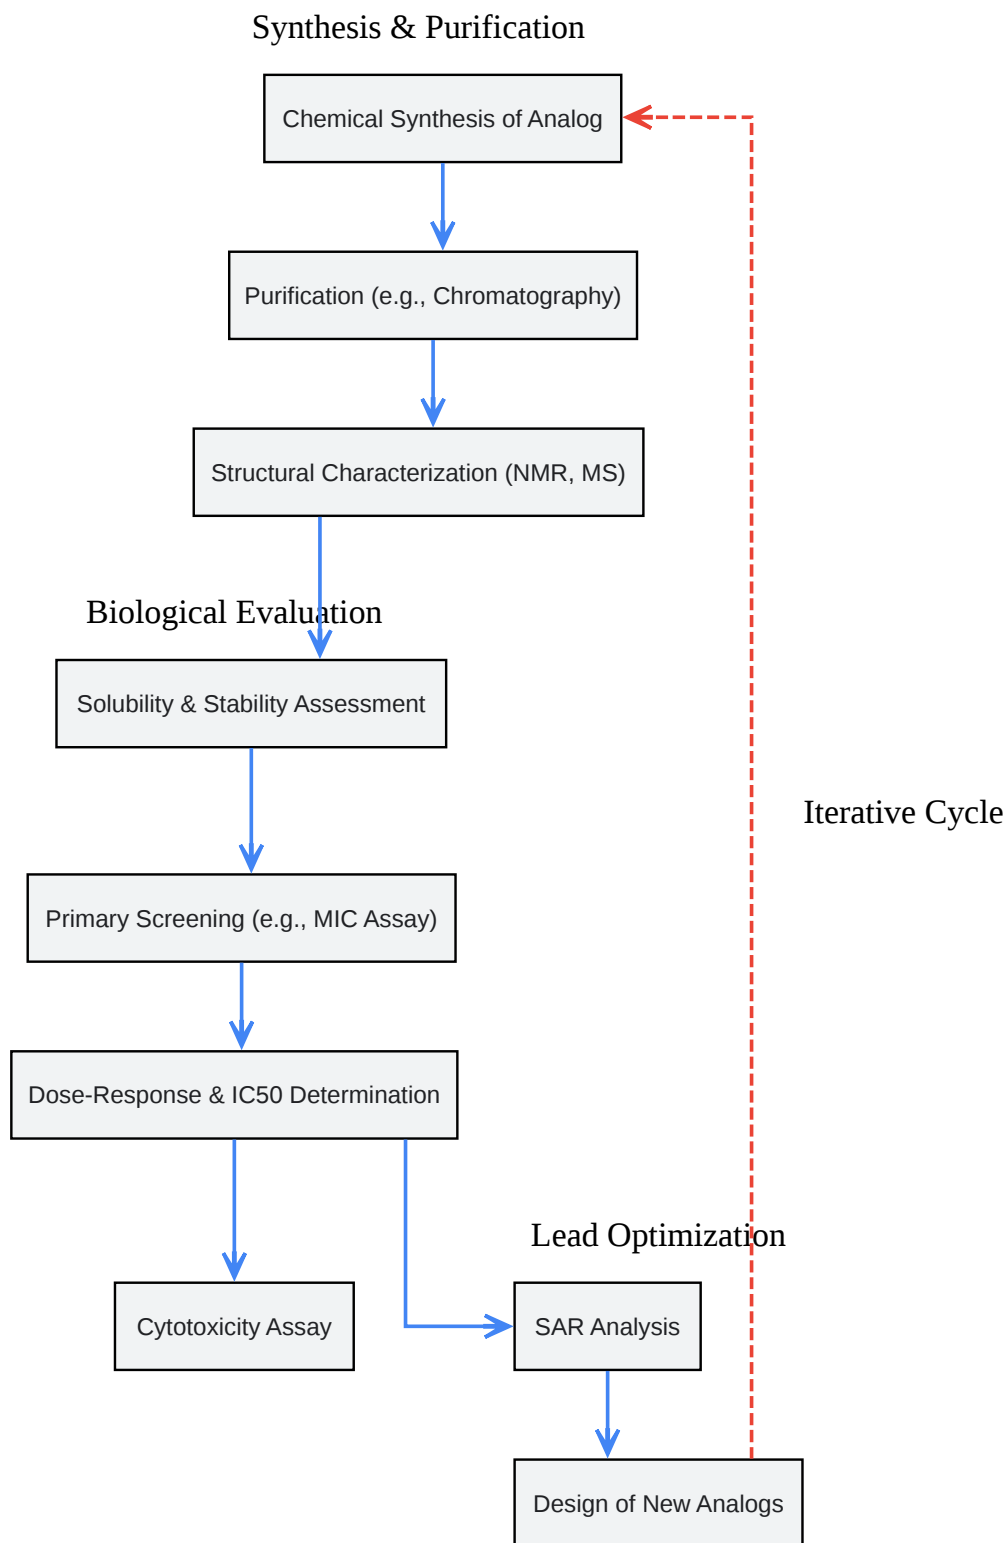 Synthesis & Purification
Chemical Synthesis of Analog
Purification (e.g., Chromatography)
Structural Characterization (NMR, MS)
Biological Evaluation
Solubility & Stability Assessment
Iterative Cycle
Primary Screening (e.g., MIC Assay)
Dose-Response & IC50 Determination
Lead Optimization
Cytotoxicity Assay
SAR Analysis
Design of New Analogs